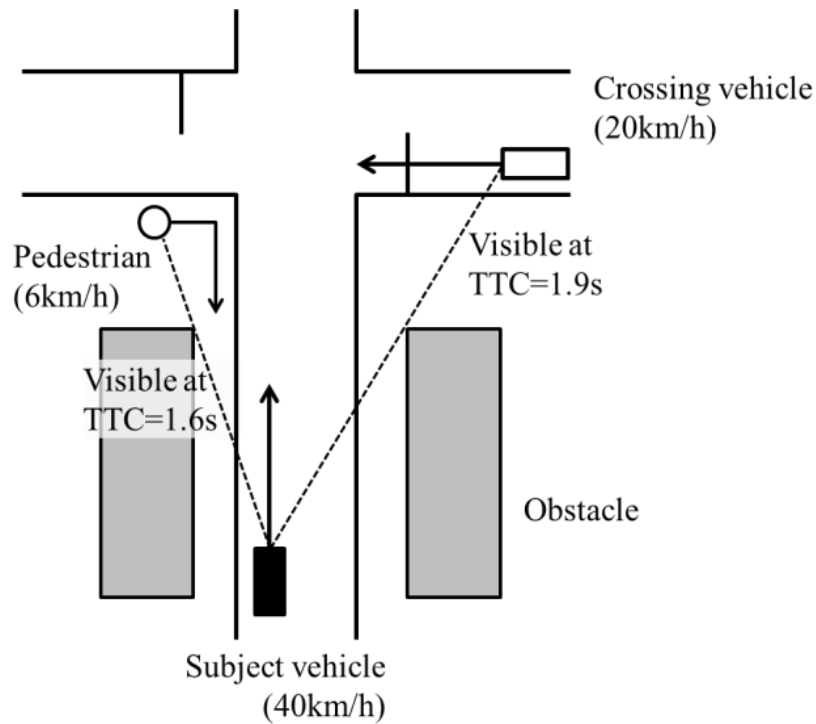 Crossing vehicle
(20km/h)
Pedestrian
(6km/h)
Visible at
TTC=1.9s
Visible at
TTC=1.6s
Obstacle
Subject vehicle
(40km/h)